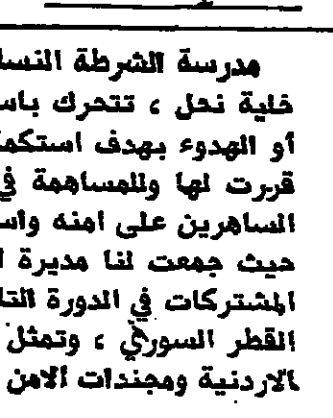 مدرسة الشرطة النسا
خلية نحل ، تتحرك باس
أو الهدوء بهدف استكما
قررت لها وللمساهمة في
الساهرين على امنه واس
حيث جمعت لنا مديرة ا
المشتركات في الدورة التا
القطر السوري ، وتمثل
الاردنية ومجندات الامن